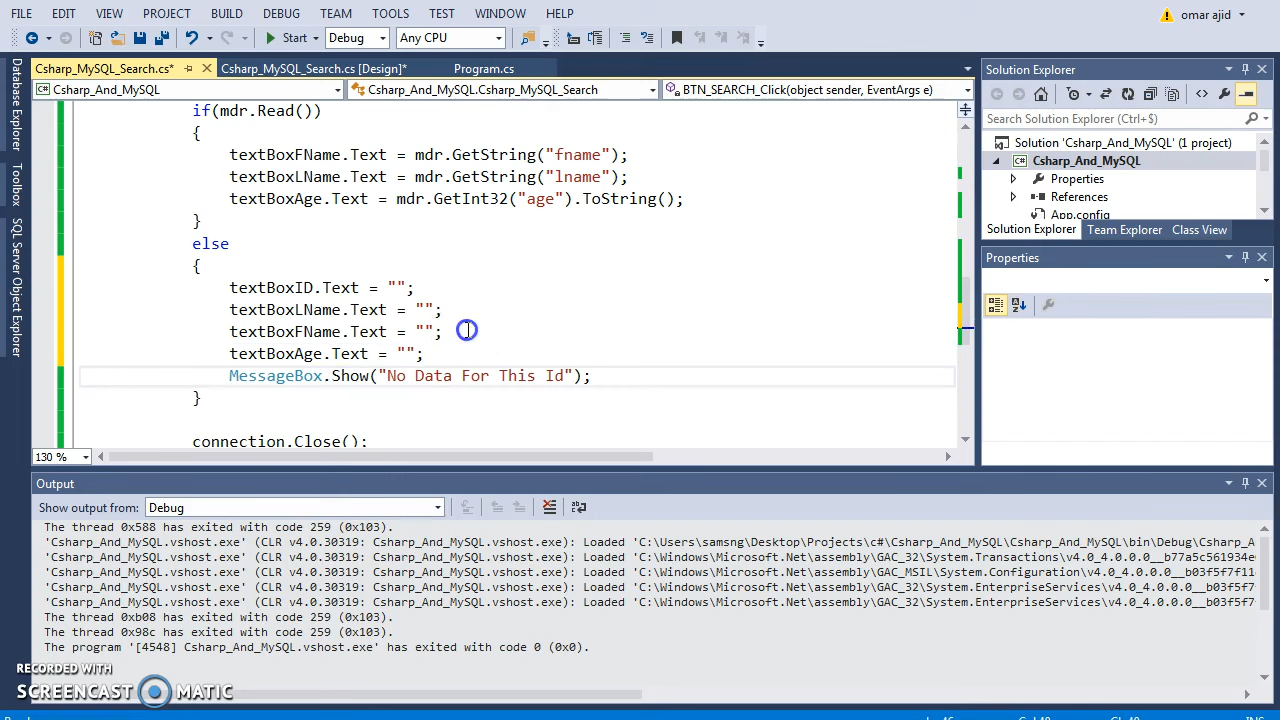 FILE EDIT VIEW PROJECT BUILD DEBUG TEAM TOOLS TEST WINDOW HELP omar ajid
Start Debug Any CPU
Csharp_MySQL_Search.cs* Csharp_MySQL_Search.cs [Design]* Program.cs
Csharp_And_MySQL Csharp_And_MySQL.Csharp_MySQL_Search BTN_SEARCH_Click(object sender, EventArgs e)
Database Explorer
Toolbox
SQL Server Object Explorer
if(mdr.Read())
{
textBoxFName.Text = mdr.GetString("fname");
textBoxLName.Text = mdr.GetString("lname");
textBoxAge.Text = mdr.GetInt32("age").ToString();
}
else
{
textBoxID.Text = "";
textBoxLName.Text = "";
textBoxFName.Text = "";
textBoxAge.Text = "";
MessageBox.Show("No Data For This Id");
}
connection.Close();
130 %
Solution Explorer
Search Solution Explorer (Ctrl+$)
Solution 'Csharp_And_MySQL' (1 project)
Csharp_And_MySQL
Properties
References
App.config
Solution Explorer Team Explorer Class View
Properties
Output
Show output from: Debug
The thread 0x588 has exited with code 259 (0x103).
'Csharp_And_MySQL.vshost.exe' (CLR v4.0.30319: Csharp_And_MySQL.vshost.exe): Loaded 'C:\Users\samsng\Desktop\Projects\c#\Csharp_And_MySQL\Csharp_And_MySQL\bin\Debug\Csharp_A
'Csharp_And_MySQL.vshost.exe' (CLR v4.0.30319: Csharp_And_MySQL.vshost.exe): Loaded 'C:\Windows\Microsoft.Net\assembly\GAC_32\System.Transactions\v4.0_4.0.0.0__b77a5c561934e
'Csharp_And_MySQL.vshost.exe' (CLR v4.0.30319: Csharp_And_MySQL.vshost.exe): Loaded 'C:\Windows\Microsoft.Net\assembly\GAC_MSIL\System.Configuration\v4.0_4.0.0.0__b03f5f7f11
'Csharp_And_MySQL.vshost.exe' (CLR v4.0.30319: Csharp_And_MySQL.vshost.exe): Loaded 'C:\Windows\Microsoft.Net\assembly\GAC_32\System.EnterpriseServices\v4.0_4.0.0.0__b03f5f7
'Csharp_And_MySQL.vshost.exe' (CLR v4.0.30319: Csharp_And_MySQL.vshost.exe): Loaded 'C:\Windows\Microsoft.Net\assembly\GAC_32\System.EnterpriseServices\v4.0_4.0.0.0__b03f5f7
The thread 0xb08 has exited with code 259 (0x103).
The thread 0x98c has exited with code 259 (0x103).
The program '[4548] Csharp_And_MySQL.vshost.exe' has exited with code 0 (0x0).
RECORDED WITH
SCREENCAST MATIC